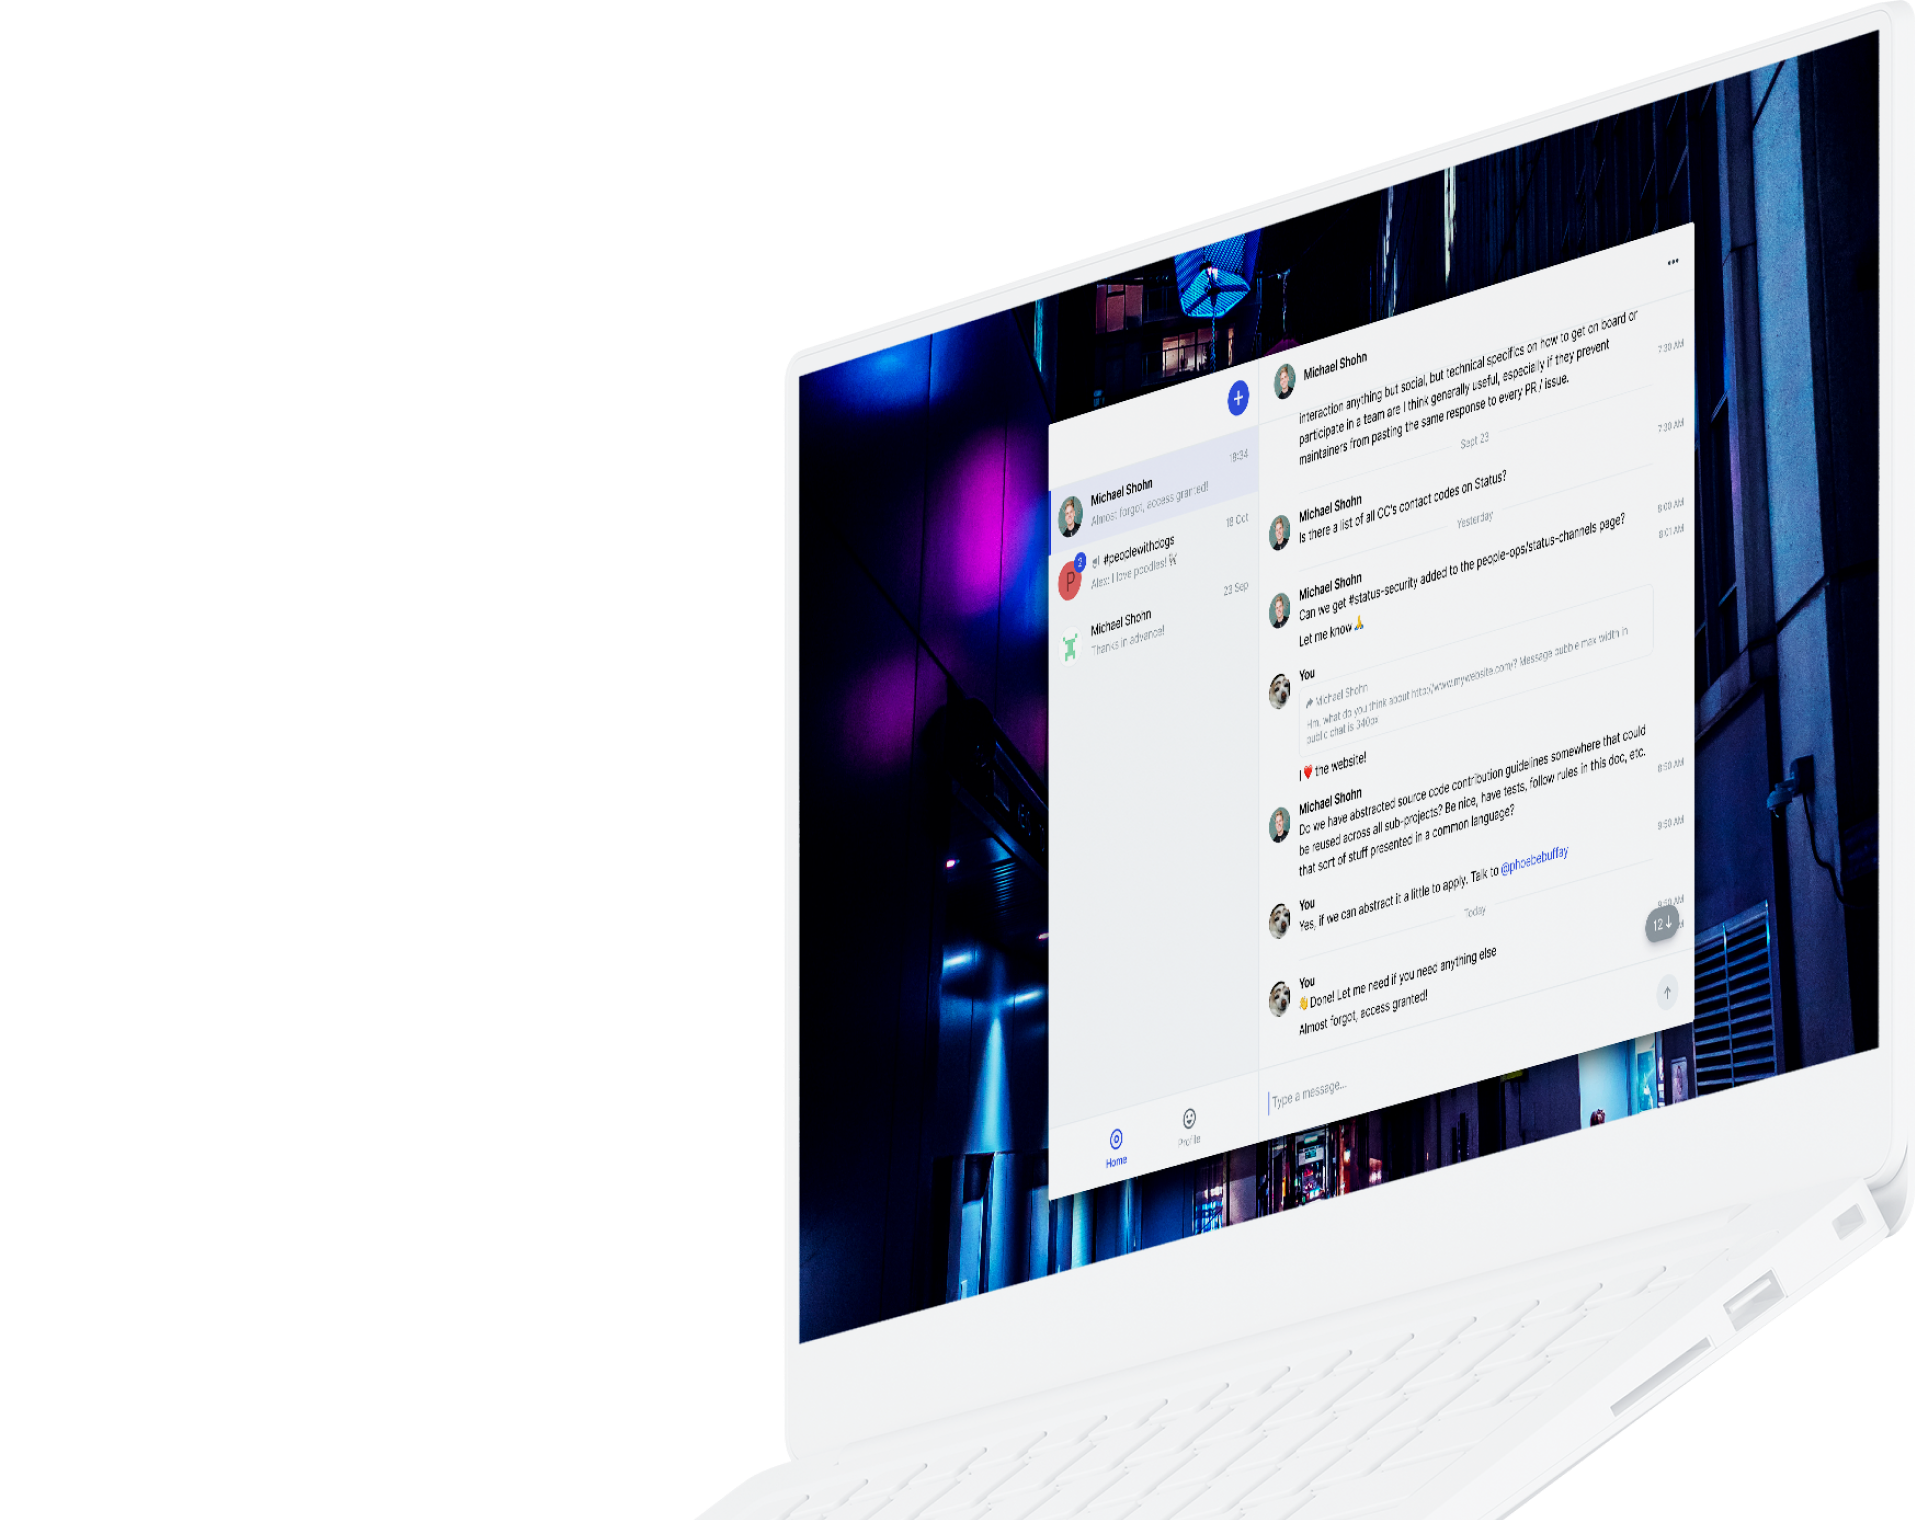 18:34
Michael Shohn
Almost forgot, access granted!
18 Oct
2
P
#peoplewithdogs
Alex: I love poodles!
23 Sep
Michael Shohn
Thanks in advance!
Home
Profile
Michael Shohn
interaction anything but social, but technical specifics on how to get on board or
participate in a team are I think generally useful, especially if they prevent
maintainers from pasting the same response to every PR / issue.
7:30 AM
Sept 23
7:30 AM
Michael Shohn
Is there a list of all CC's contact codes on Status?
Yesterday
8:00 AM
Michael Shohn
Can we get #status-security added to the people-ops/status-channels page?
8:01 AM
Let me know 🙏
You
Michael Shohn
Hm, what do you think about http://www.mywebsite.com/? Message bubble max width in
public chat is 340px
I ❤️ the website!
8:50 AM
Michael Shohn
Do we have abstracted source code contribution guidelines somewhere that could
be reused across all sub-projects? Be nice, have tests, follow rules in this doc, etc.
that sort of stuff presented in a common language?
9:50 AM
You
Yes, if we can abstract it a little to apply. Talk to @phoebebuffay
Today
You
👋 Done! Let me need if you need anything else
Almost forgot, access granted!
12 ↓
Type a message...